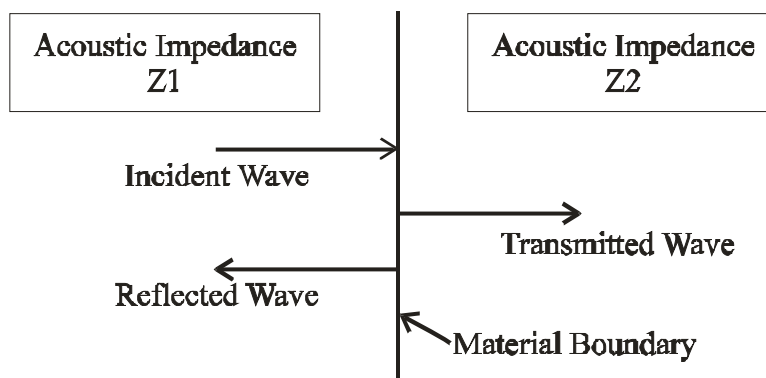 Acoustic Impedance
Z1
Acoustic Impedance
Z2
Incident Wave
Transmitted Wave
Reflected Wave
Material Boundary